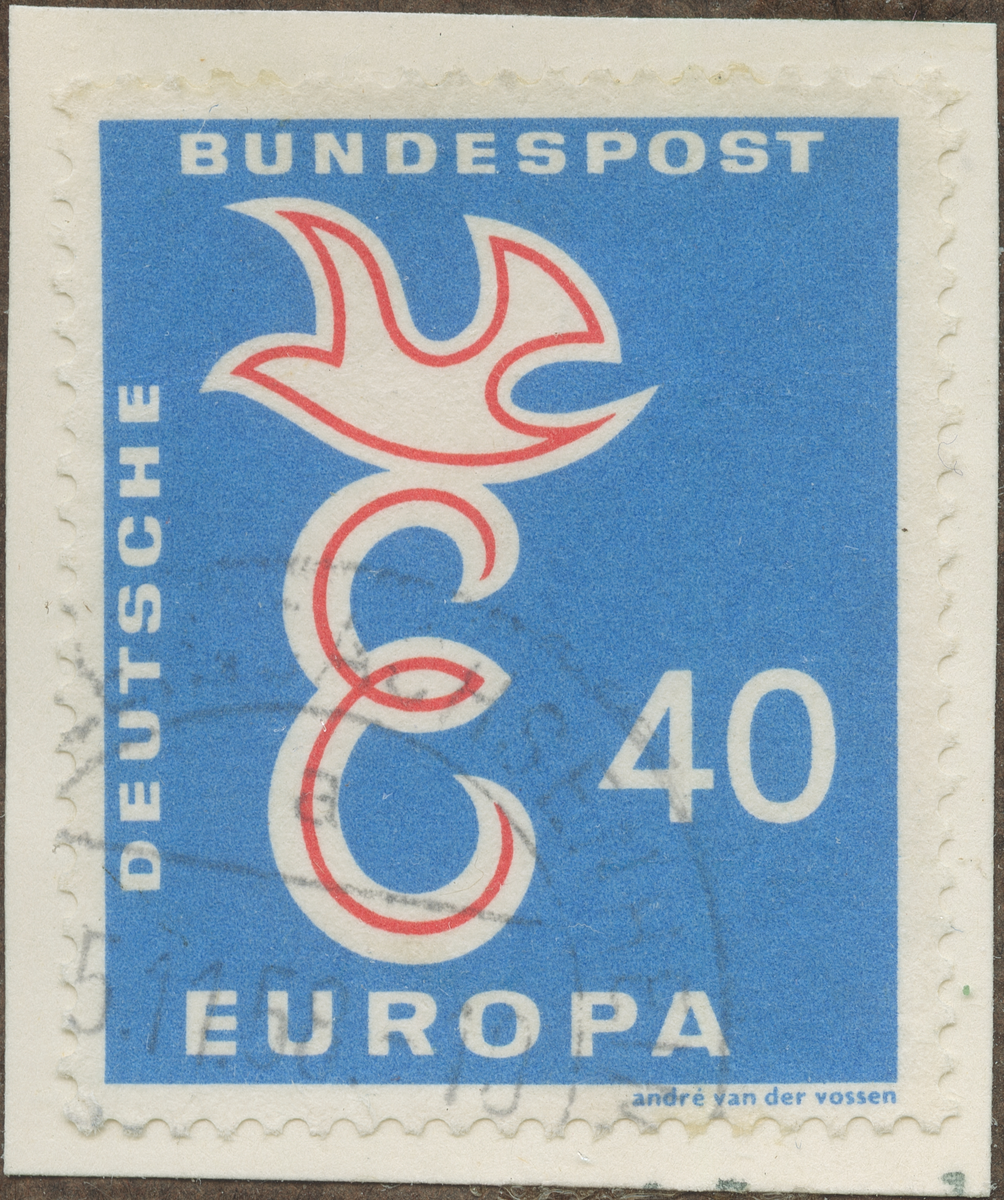 BUNDESPOST
DEUTSCHE
40
EUROPA
andré van der vossen